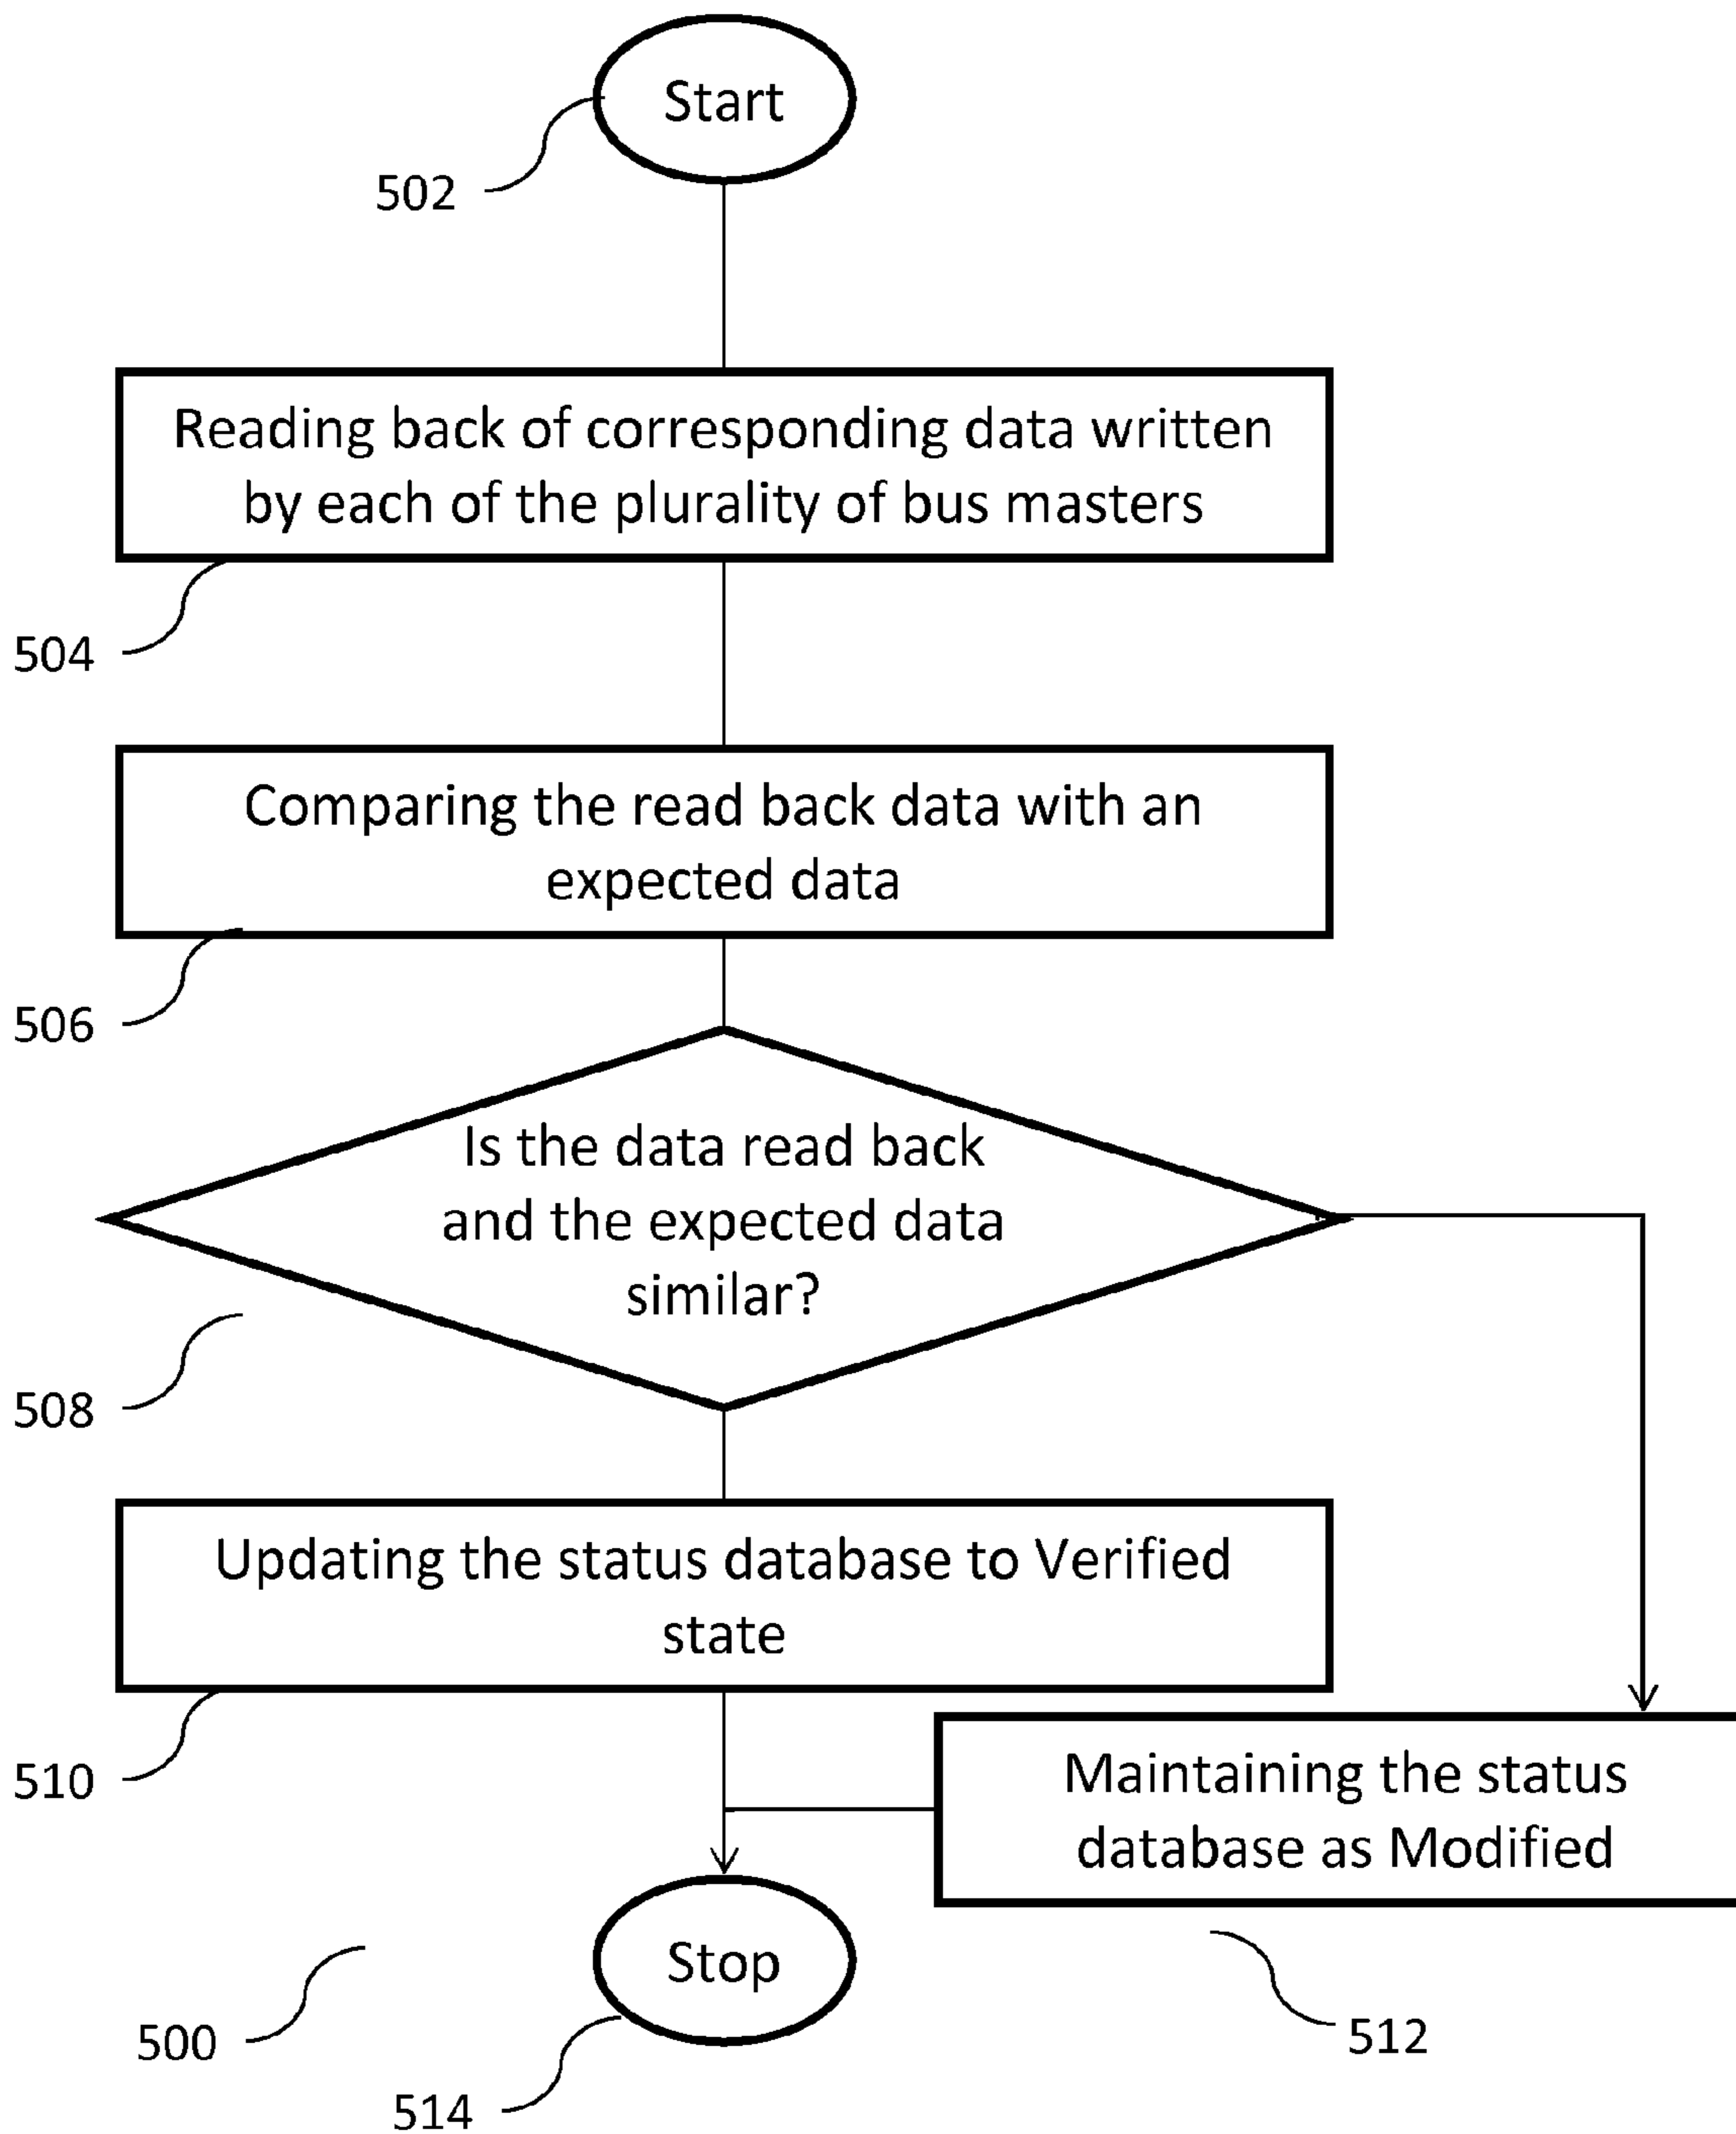 Start
502
Reading back of corresponding data written
by each of the plurality of bus masters
504
Comparing the read back data with an
expected data
506
Is the data read back
and the expected data
similar?
508
Updating the status database to Verified
state
510
Maintaining the status
database as Modified
Stop
500
512
514